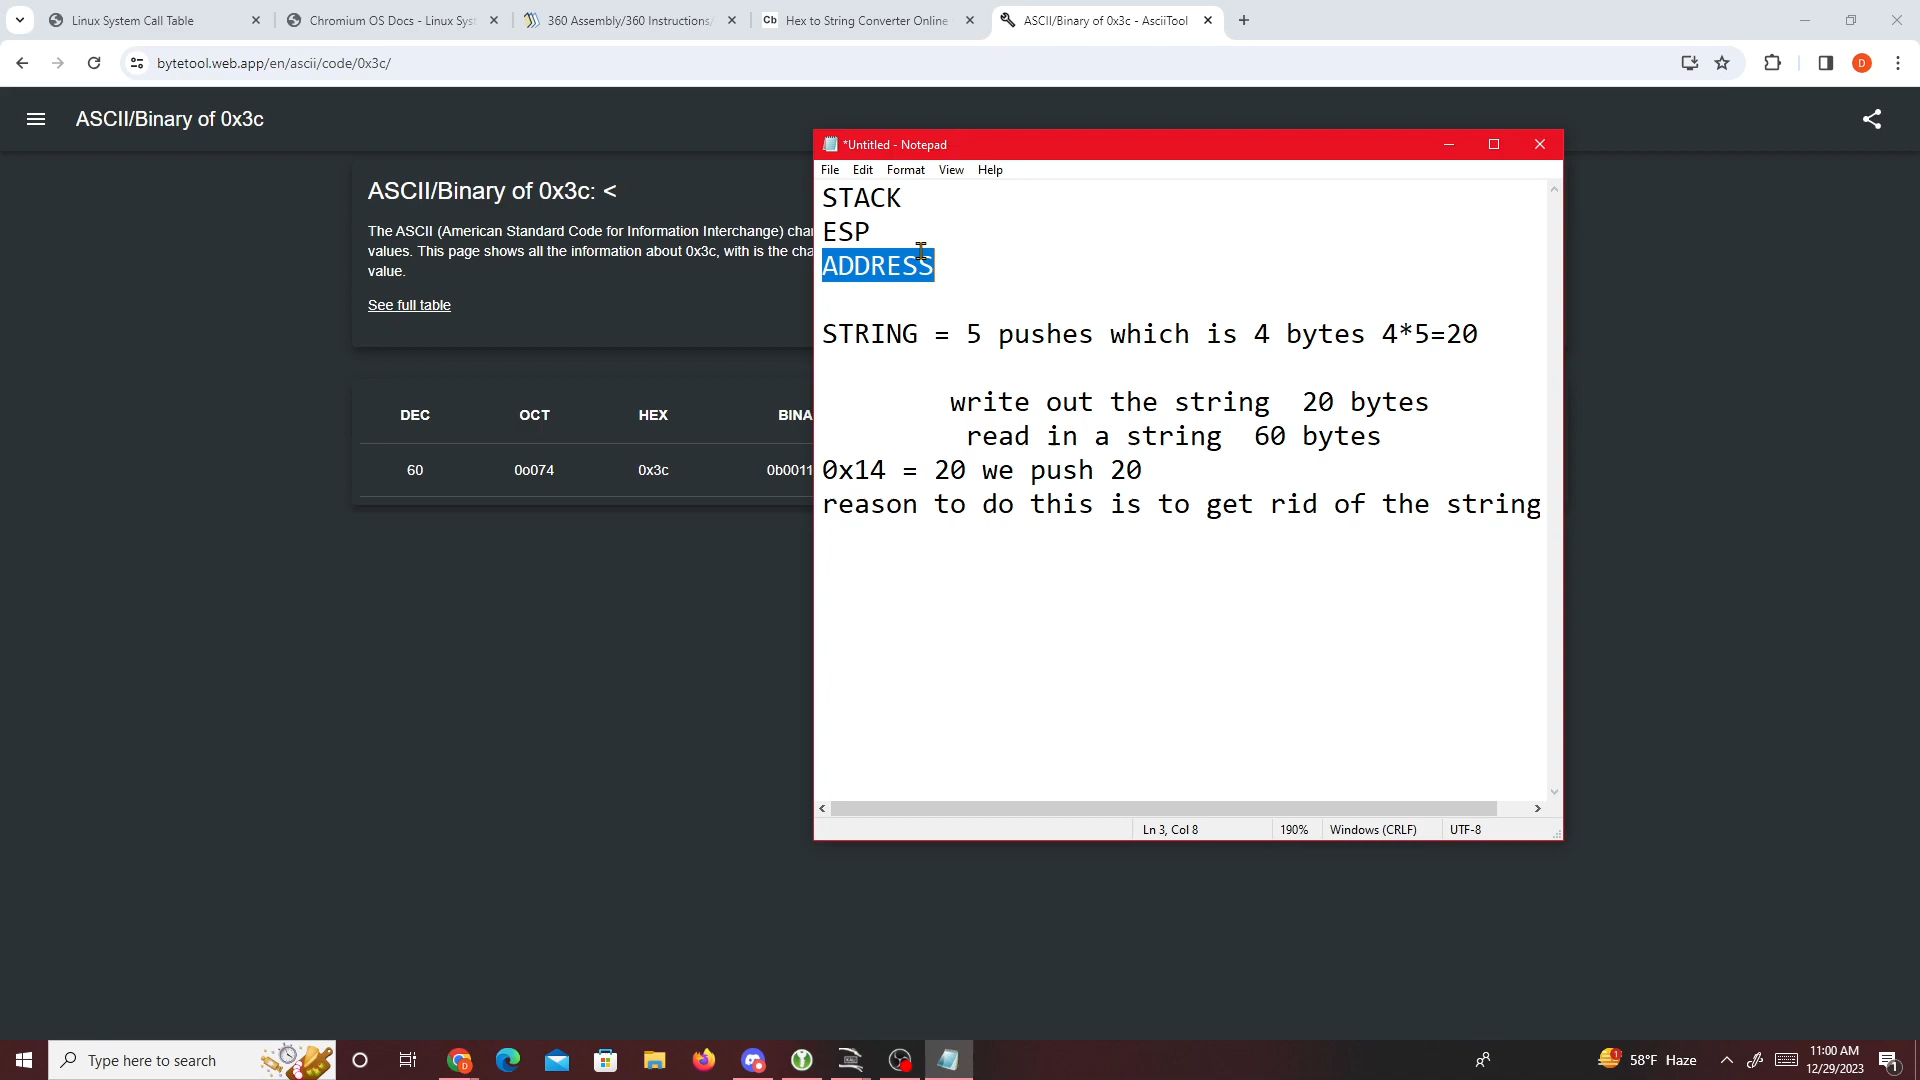 Linux System Call Table
Chromium OS Docs - Linux Sys
360 Assembly/360 Instructions/
Cb Hex to String Converter Online
ASCII/Binary of 0x3c - AsciiTool
bytetool.web.app/en/ascii/code/0x3c/
D
ASCII/Binary of 0x3c
ASCII/Binary of 0x3c: <
The ASCII (American Standard Code for Information Interchange) cha
values. This page shows all the information about 0x3c, with is the cha
value.
See full table
DEC OCT HEX BINA
60 0o074 0x3c 0b0011
*Untitled - Notepad
File Edit Format View Help
STACK
ESP
ADDRESS
STRING = 5 pushes which is 4 bytes 4*5=20
write out the string 20 bytes
read in a string 60 bytes
0x14 = 20 we push 20
reason to do this is to get rid of the string
Ln 3, Col 8 190% Windows (CRLF) UTF-8
Type here to search
D
1
58°F Haze
11:00 AM
12/29/2023
1